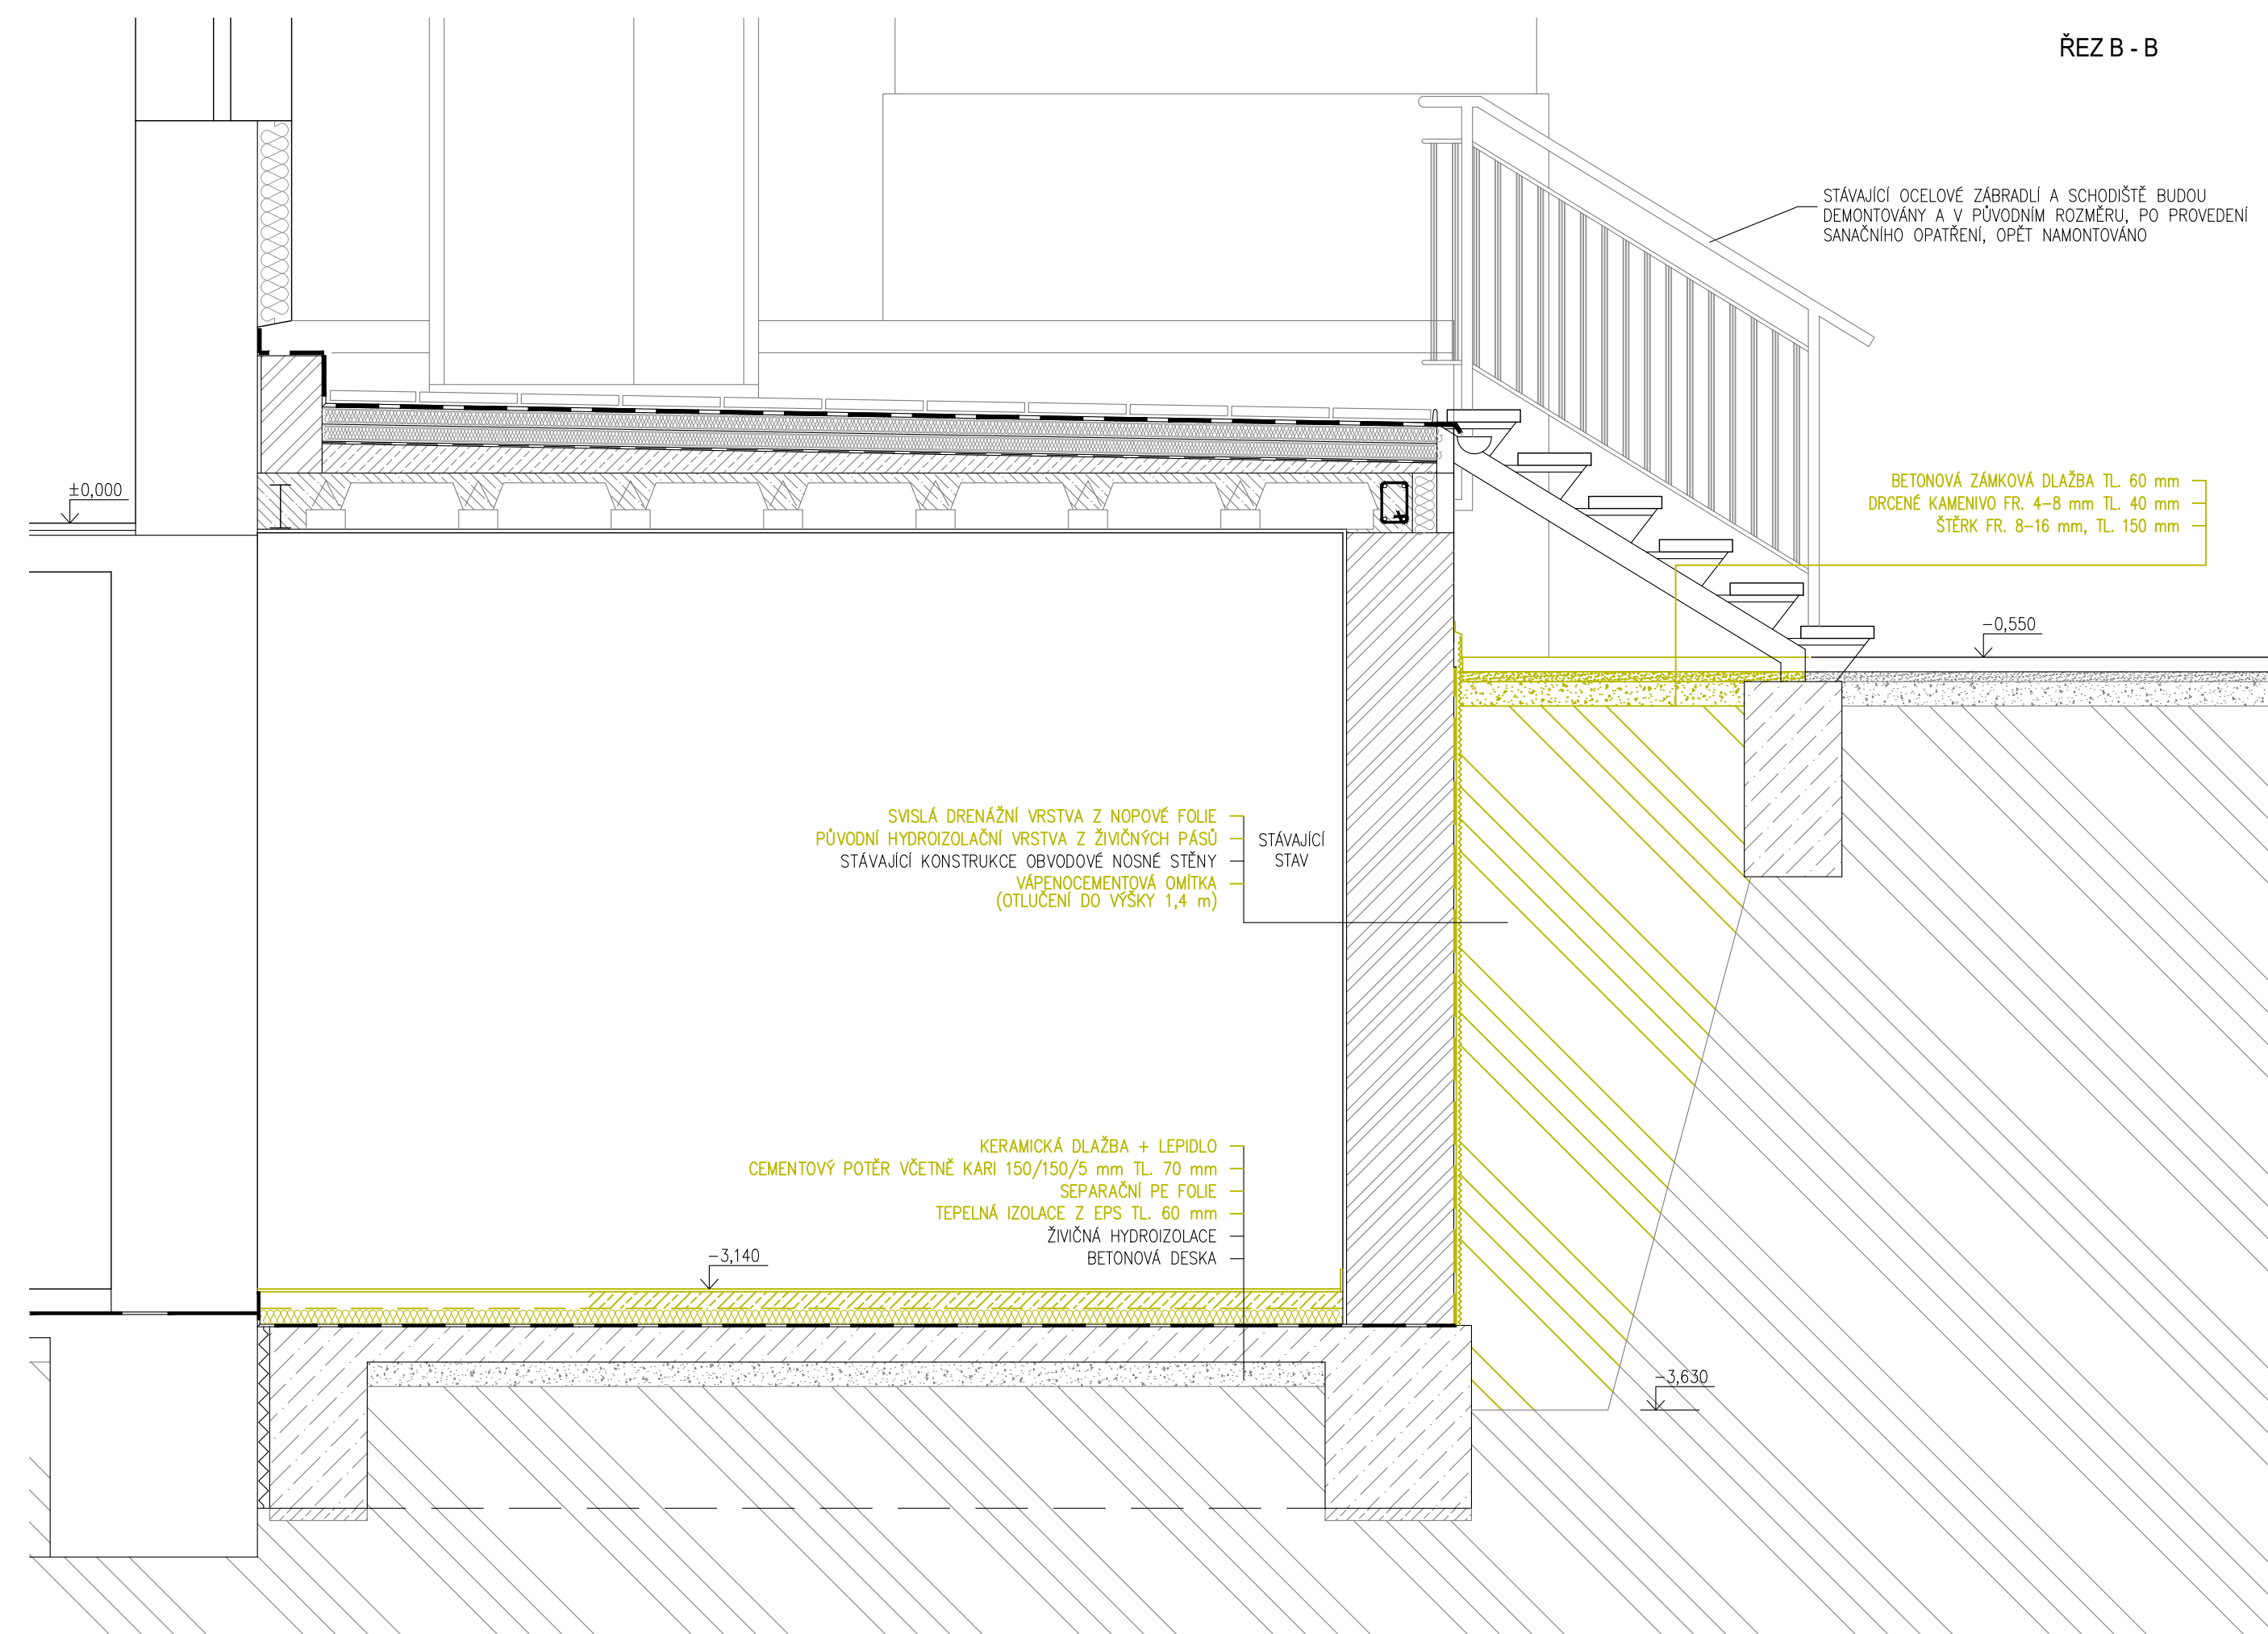 ŘEZ B - B
STÁVAJÍCÍ OCELOVÉ ZÁBRADLÍ A SCHODIŠTĚ BUDOU
DEMONTOVÁNY A V PŮVODNÍM ROZMĚRU, PO PROVEDENÍ
SANAČNÍHO OPATŘENÍ, OPĚT NAMONTOVÁNO
±0,000
BETONOVÁ ZÁMKOVÁ DLAŽBA TL. 60 mm
DRCENÉ KAMENIVO FR. 4-8 mm TL. 40 mm
ŠTĚRK FR. 8-16 mm, TL. 150 mm
-0,550
SVISLÁ DRENÁŽNÍ VRSTVA Z NOPOVÉ FOLIE
PŮVODNÍ HYDROIZOLAČNÍ VRSTVA Z ŽIVIČNÝCH PÁSŮ
STÁVAJÍCÍ KONSTRUKCE OBVODOVÉ NOSNÉ STĚNY
VÁPENOCEMENTOVÁ OMÍTKA
(OTLUČENÍ DO VÝŠKY 1,4 m)
STÁVAJÍCÍ
STAV
KERAMICKÁ DLAŽBA + LEPIDLO
CEMENTOVÝ POTĚR VČETNĚ KARI 150/150/5 mm TL. 70 mm
SEPARAČNÍ PE FOLIE
TEPELNÁ IZOLACE Z EPS TL. 60 mm
ŽIVIČNÁ HYDROIZOLACE
BETONOVÁ DESKA
-3,140
-3,630